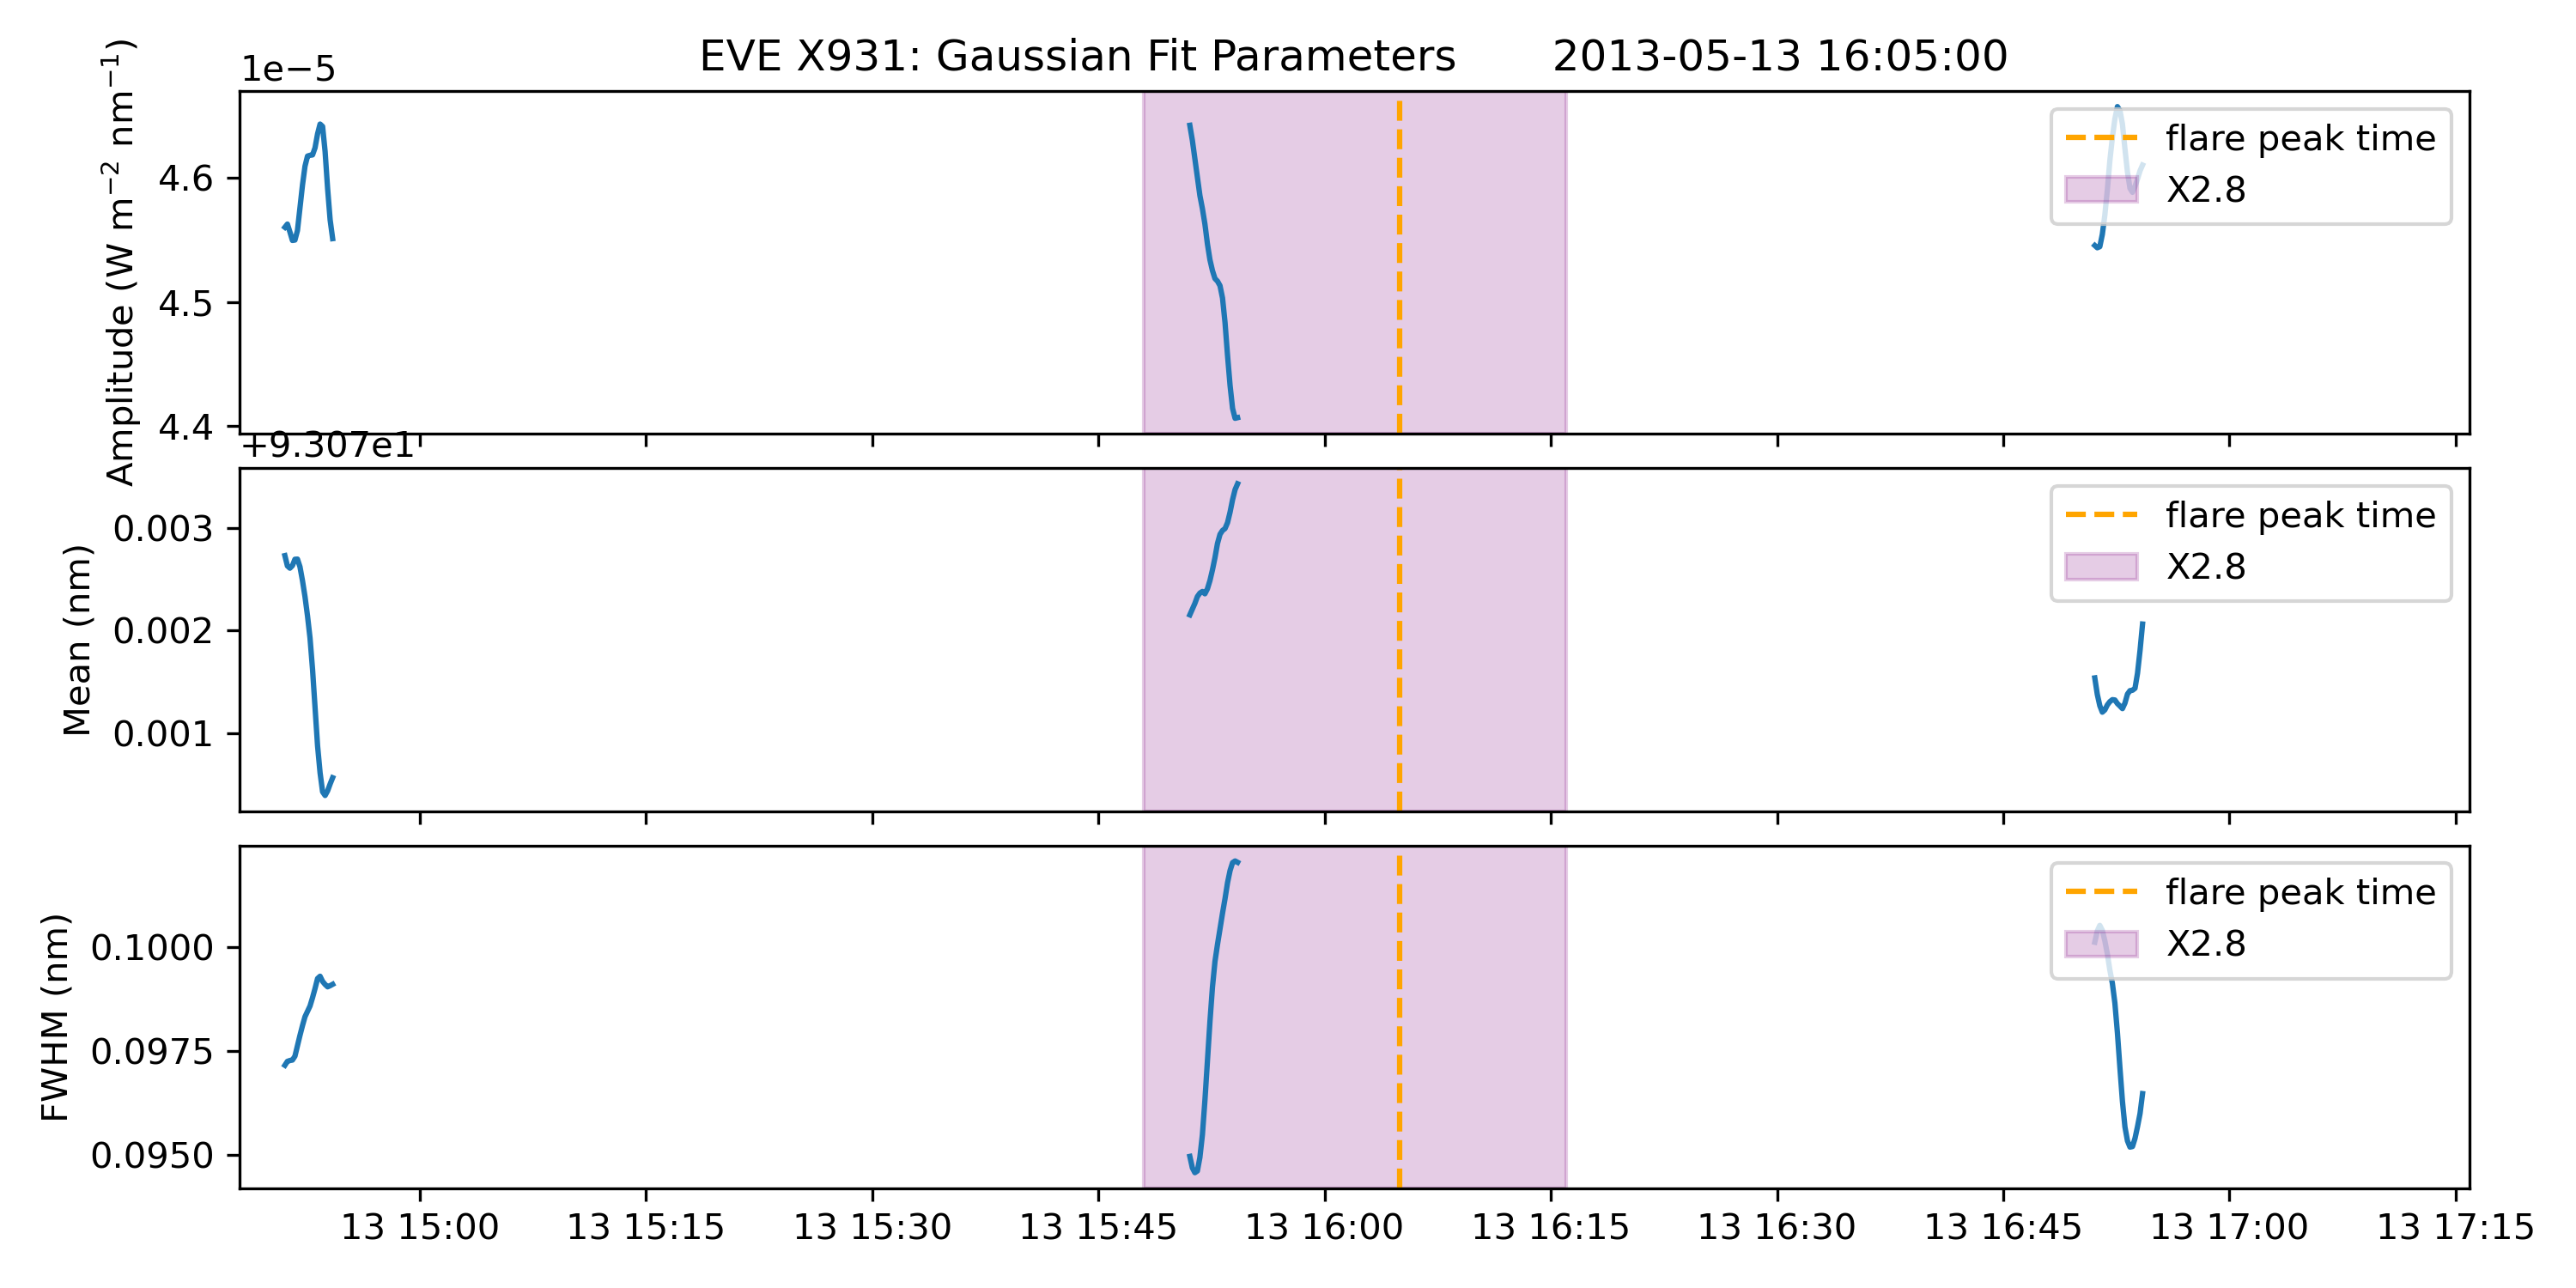 EVE X931: Gaussian Fit Parameters 2013-05-13 16:05:00
1e−5
Amplitude (W m⁻² nm⁻¹)
4.6
4.5
4.4
flare peak time
X2.8
+9.307e1
Mean (nm)
0.003
0.002
0.001
flare peak time
X2.8
FWHM (nm)
0.1000
0.0975
0.0950
flare peak time
X2.8
13 15:00 13 15:15 13 15:30 13 15:45 13 16:00 13 16:15 13 16:30 13 16:45 13 17:00 13 17:15